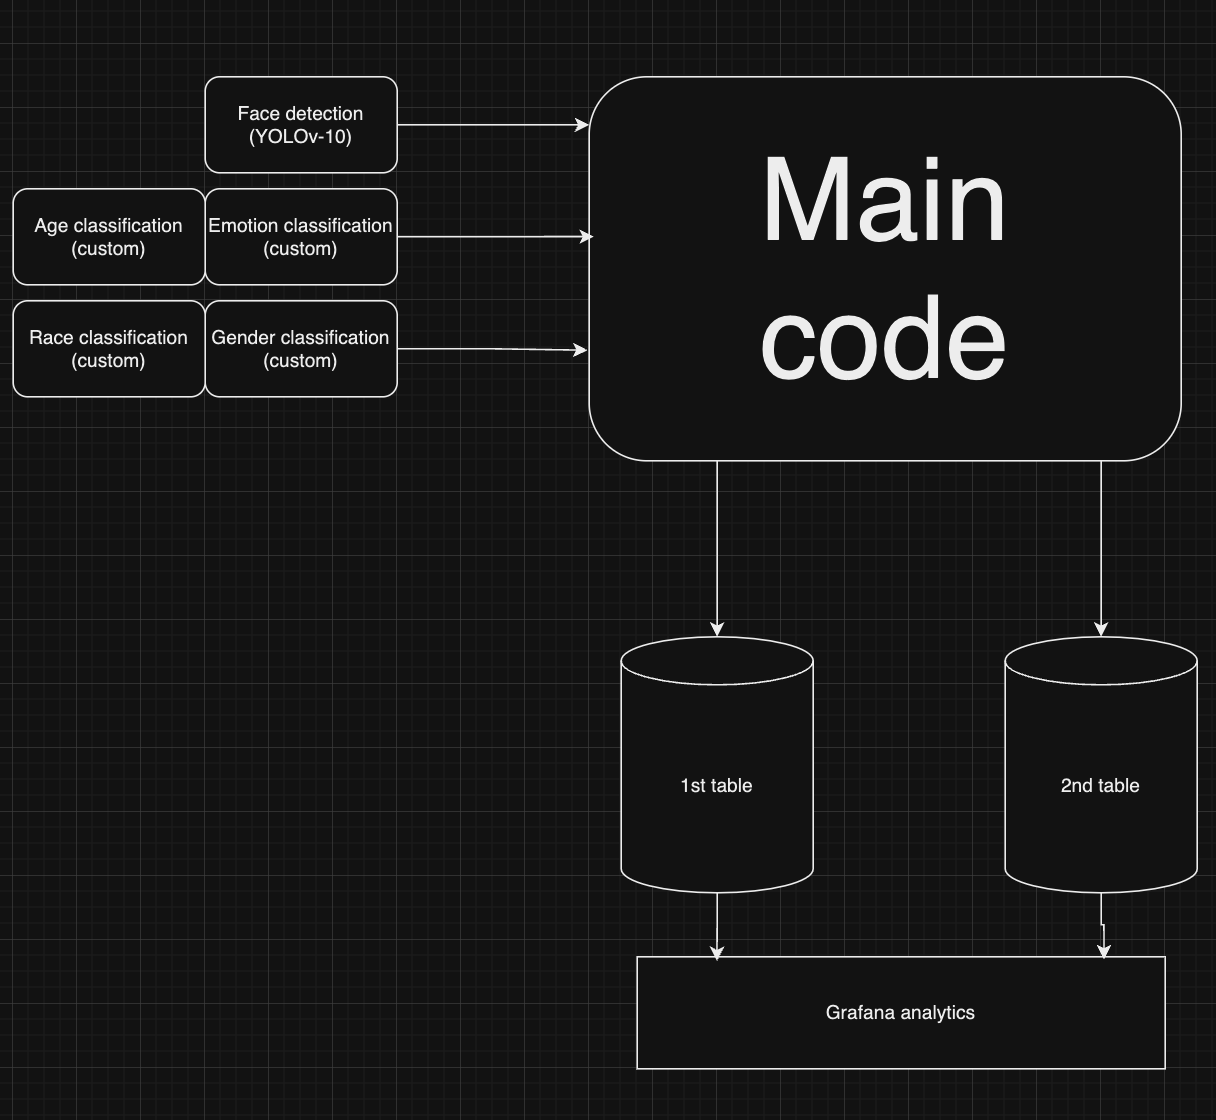 Face detection
(YOLOv-10)
Age classification
(custom)
Emotion classification
(custom)
Race classification
(custom)
Gender classification
(custom)
Main
code
1st table
2nd table
Grafana analytics